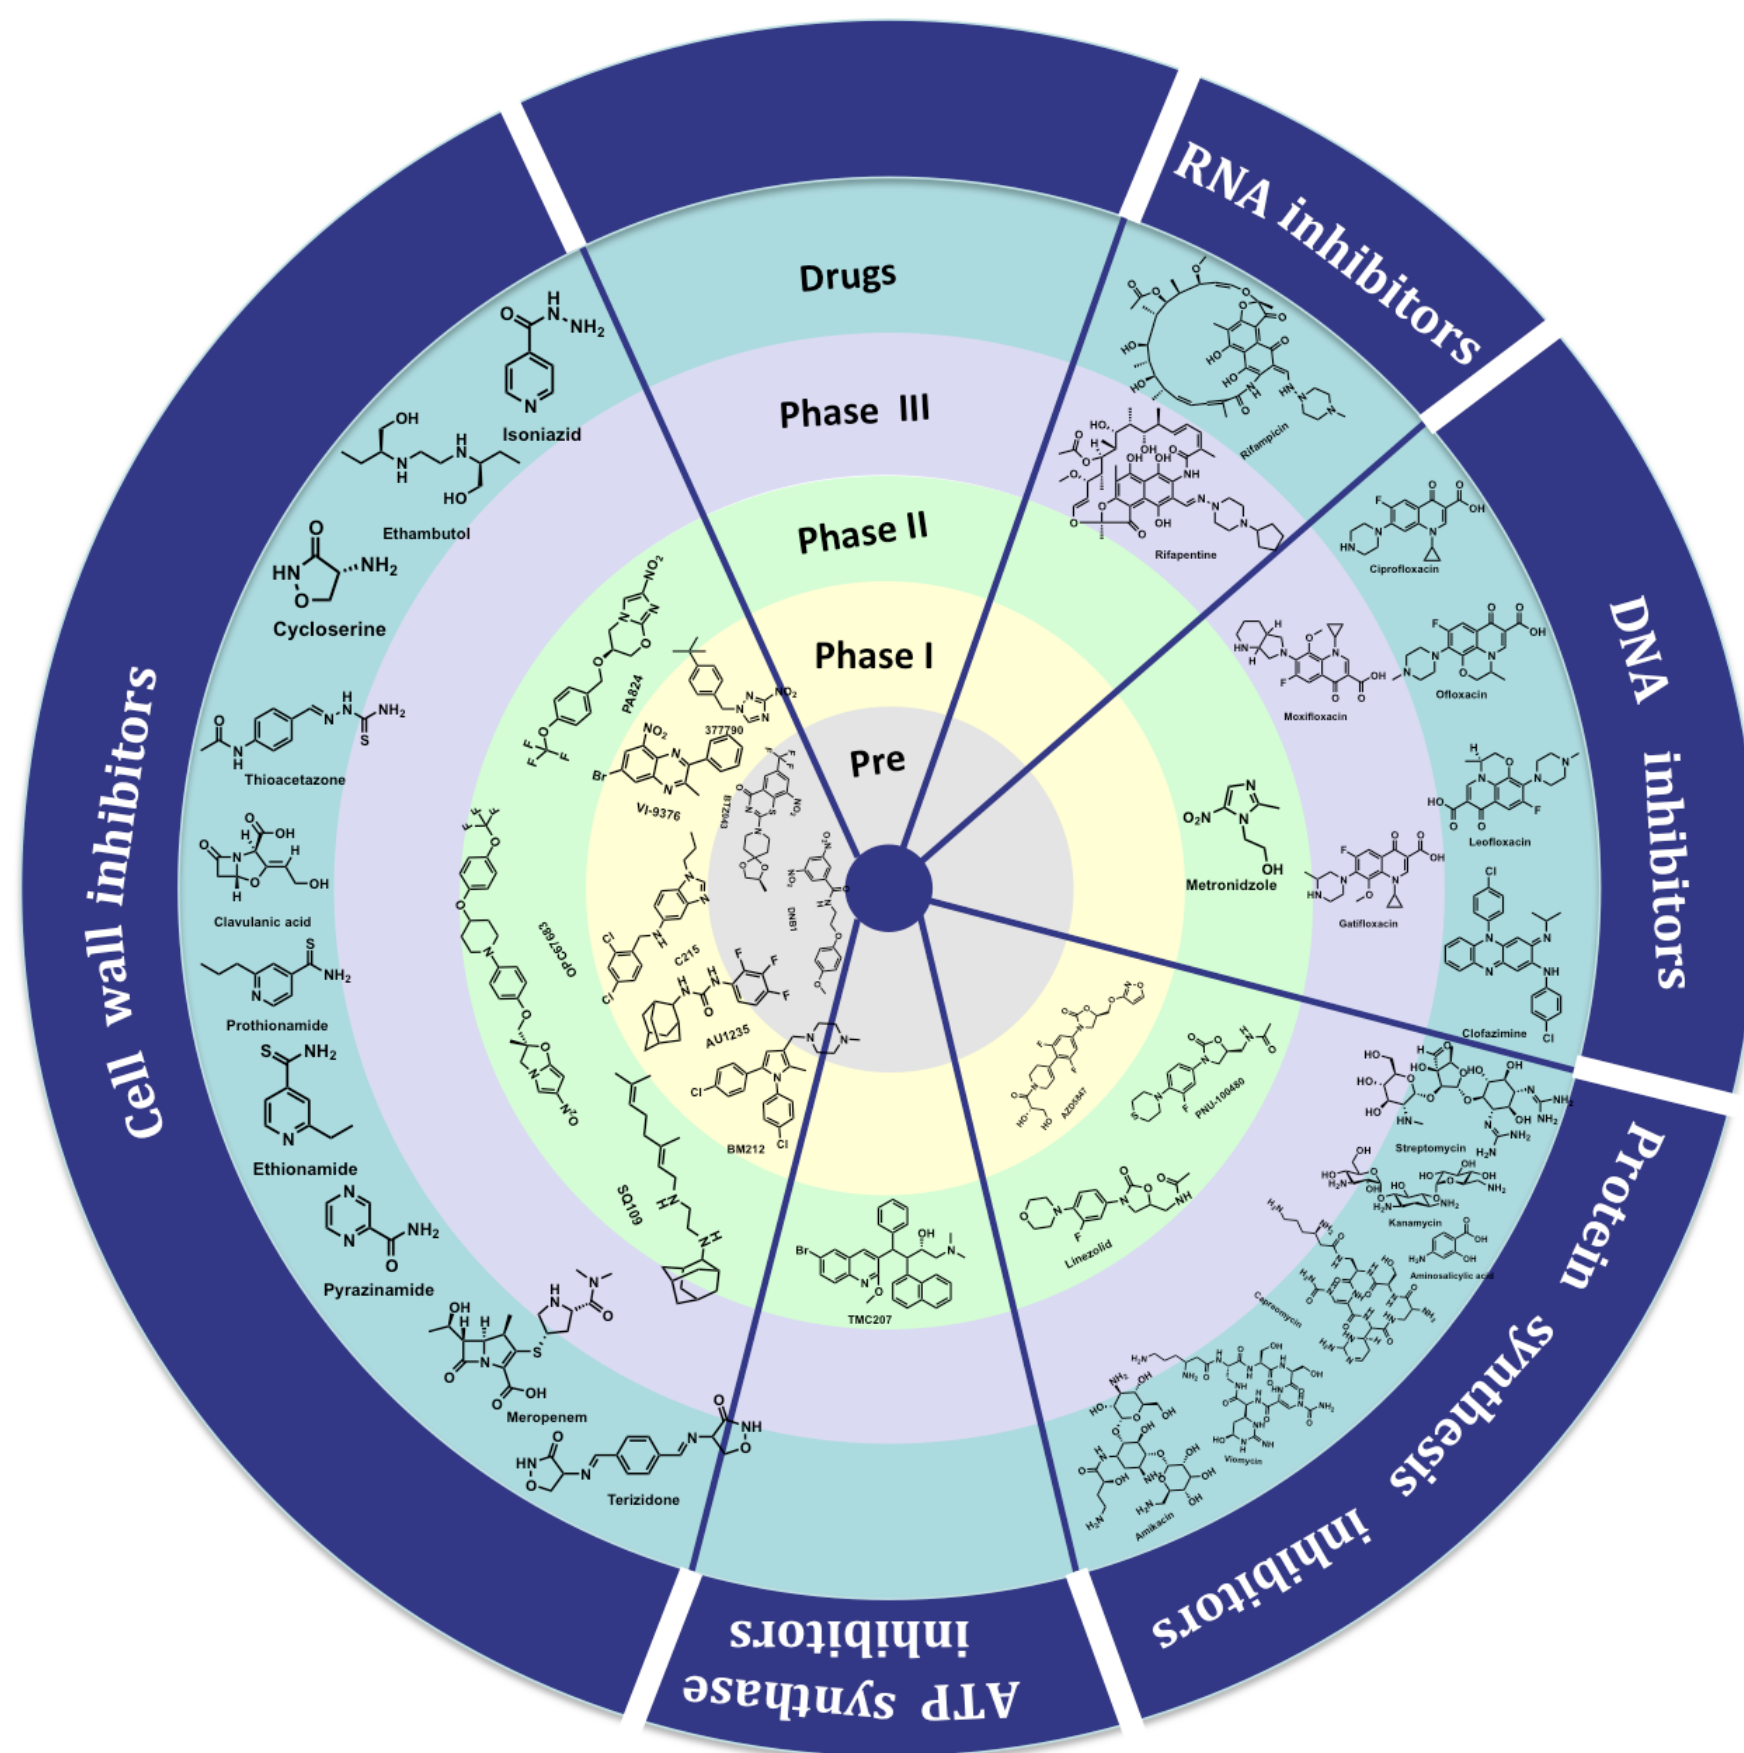 RNA inhibitors
DNA inhibitors
Protein synthesis inhibitors
ATP synthase
inhibitors
Cell wall inhibitors
Drugs
Phase III
Phase II
Phase I
Pre
Rifampicin
Rifapentine
Ciprofloxacin
Moxifloxacin
Ofloxacin
Leofloxacin
Metronidzole
Gatifloxacin
Clofazimine
Streptomycin
Kanamycin
Aminosalicylic acid
Capreomycin
Viomycin
Amikacin
AZD5847
PNU-100480
Linezolid
TMC207
Isoniazid
Ethambutol
Cycloserine
Thioacetazone
Clavulanic acid
Prothionamide
Ethionamide
Pyrazinamide
Meropenem
Terizidone
PA824
377790
VI-9376
BTZ043
DNB1
OPC67683
C215
AU1235
BM212
SQ109